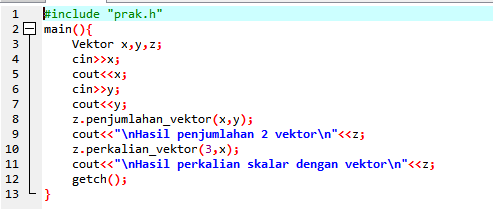 1 #include "prak.h"
2 main(){
3 Vektor x,y,z;
4 cin>>x;
5 cout<<x;
6 cin>>y;
7 cout<<y;
8 z.penjumlahan_vektor(x,y);
9 cout<<"\nHasil penjumlahan 2 vektor\n"<<z;
10 z.perkalian_vektor(3,x);
11 cout<<"\nHasil perkalian skalar dengan vektor\n"<<z;
12 getch();
13 }